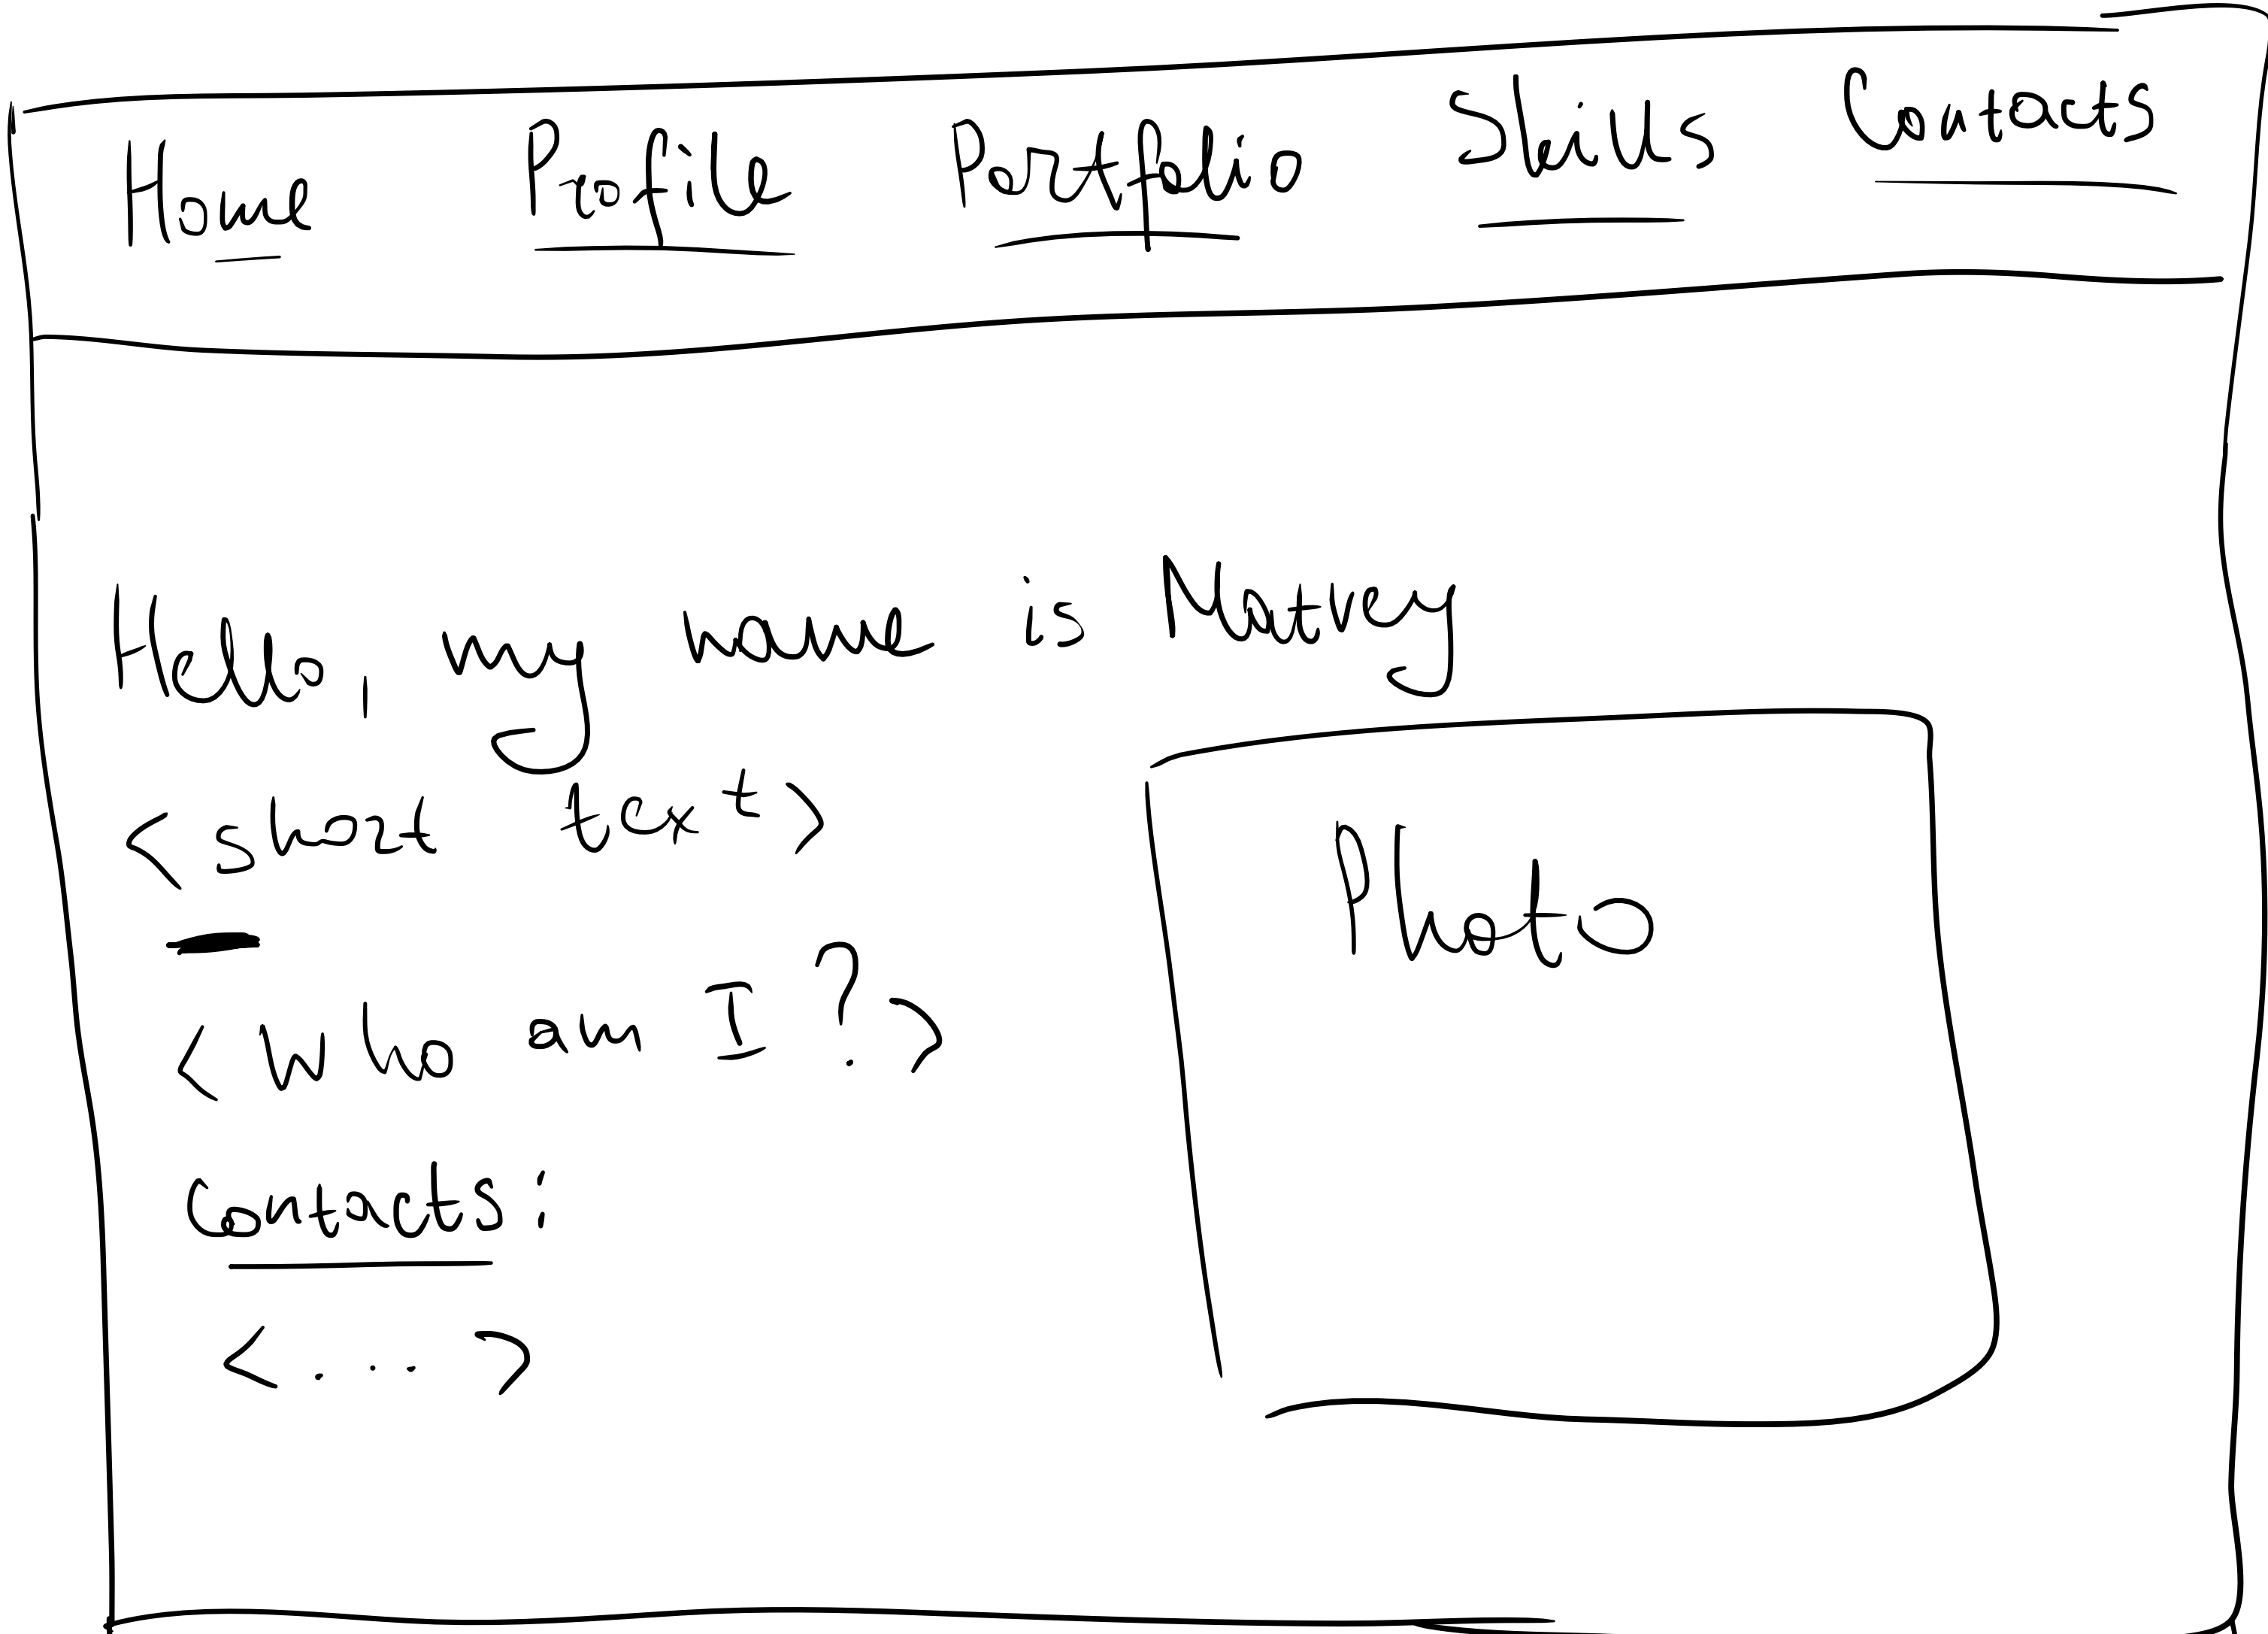 Home Profile Portfolio Skills Contacts
Hello, my name is Matvey
<short text>
<Who am I?>
Contacts:
<...>
Photo